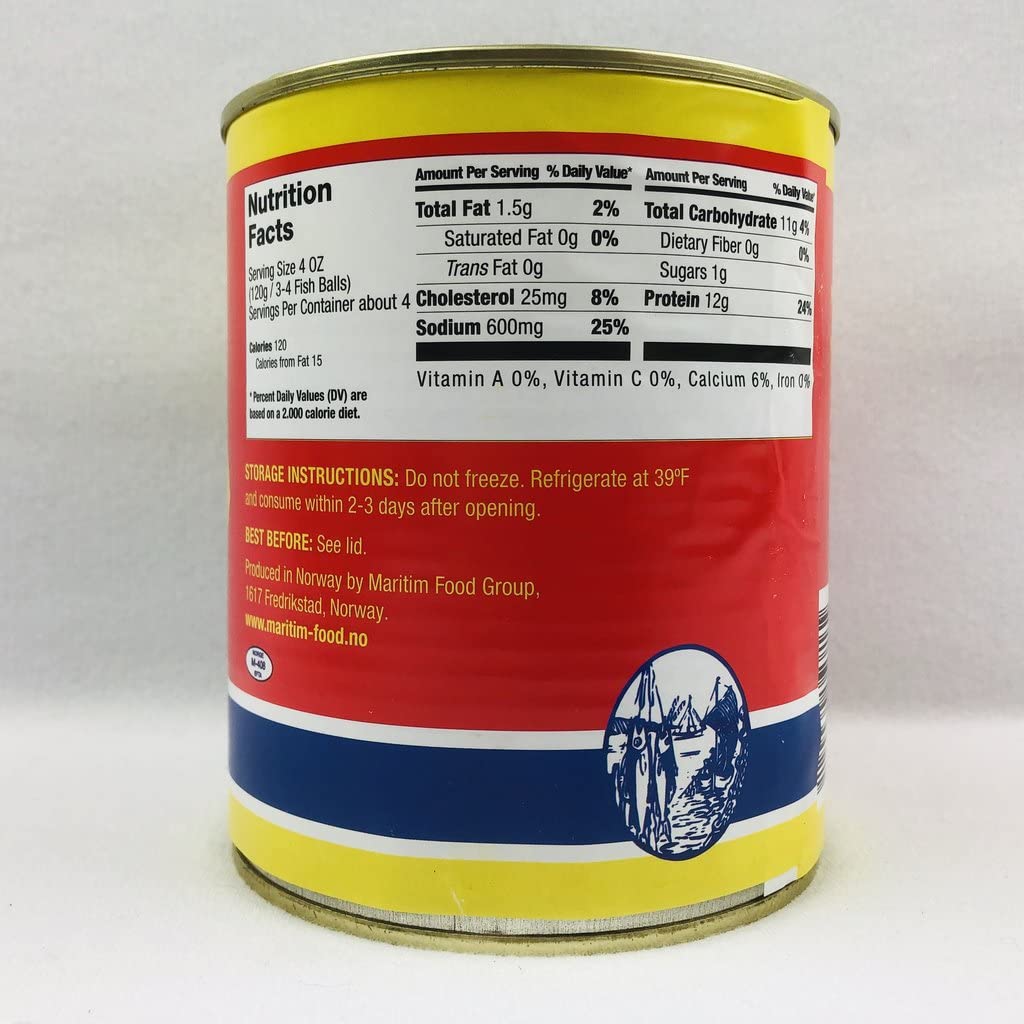 Nutrition
Facts
Serving Size 4 OZ
(120g / 3-4 Fish Balls)
Servings Per Container about 4
Calories 120
Calories from Fat 15
* Percent Daily Values (DV) are
based on a 2.000 calorie diet.
Amount Per Serving % Daily Value*
Total Fat 1.5g 2%
Saturated Fat 0g 0%
Trans Fat 0g
Cholesterol 25mg 8%
Sodium 600mg 25%
Amount Per Serving % Daily Value*
Total Carbohydrate 11g 4%
Dietary Fiber 0g 0%
Sugars 1g
Protein 12g 24%
Vitamin A 0%, Vitamin C 0%, Calcium 6%, Iron 0%
STORAGE INSTRUCTIONS: Do not freeze. Refrigerate at 39ºF
and consume within 2-3 days after opening.
BEST BEFORE: See lid.
Produced in Norway by Maritim Food Group,
1617 Fredrikstad, Norway.
www.maritim-food.no
NORGE
M-408
EFTA